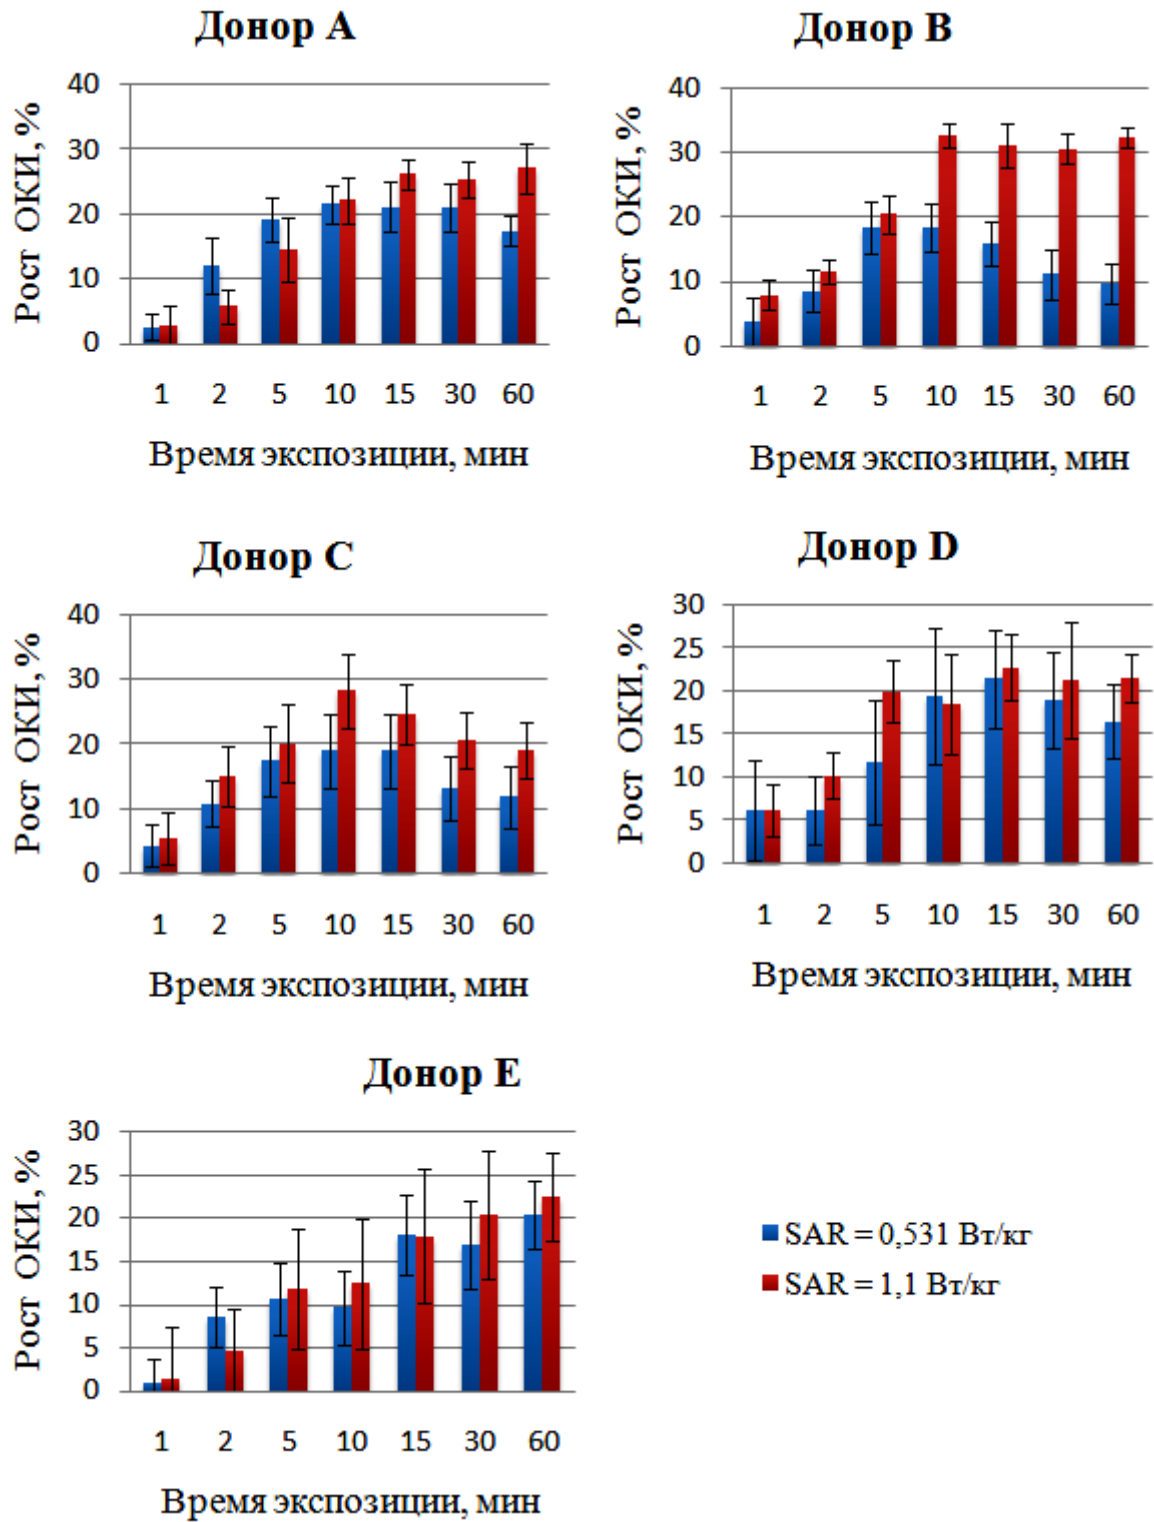 Донор A
Рост ОКИ, %
40
30
20
10
0
1 2 5 10 15 30 60
Время экспозиции, мин
Донор B
Рост ОКИ, %
40
30
20
10
0
1 2 5 10 15 30 60
Время экспозиции, мин
Донор C
Рост ОКИ, %
40
30
20
10
0
1 2 5 10 15 30 60
Время экспозиции, мин
Донор D
Рост ОКИ, %
30
25
20
15
10
5
0
1 2 5 10 15 30 60
Время экспозиции, мин
Донор E
Рост ОКИ, %
30
25
20
15
10
5
0
1 2 5 10 15 30 60
Время экспозиции, мин
SAR = 0,531 Вт/кг
SAR = 1,1 Вт/кг